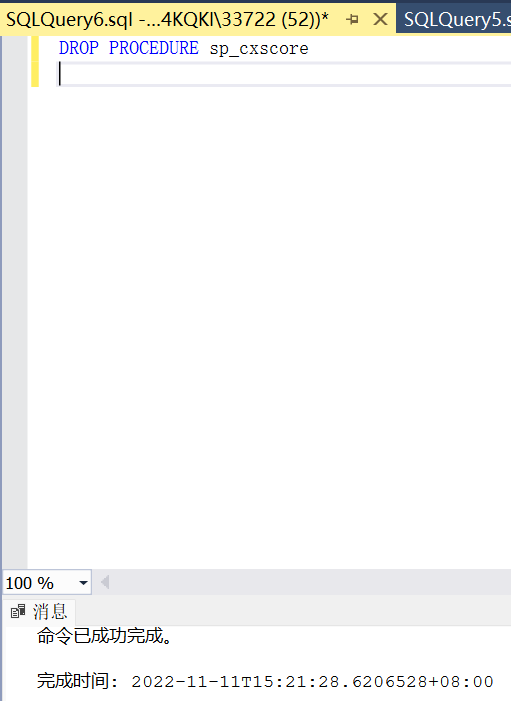 SQLQuery6.sql -...4KQKI\33722 (52))* SQLQuery5.s
DROP PROCEDURE sp_cxscore
100 %
消息
命令已成功完成。
完成时间: 2022-11-11T15:21:28.6206528+08:00